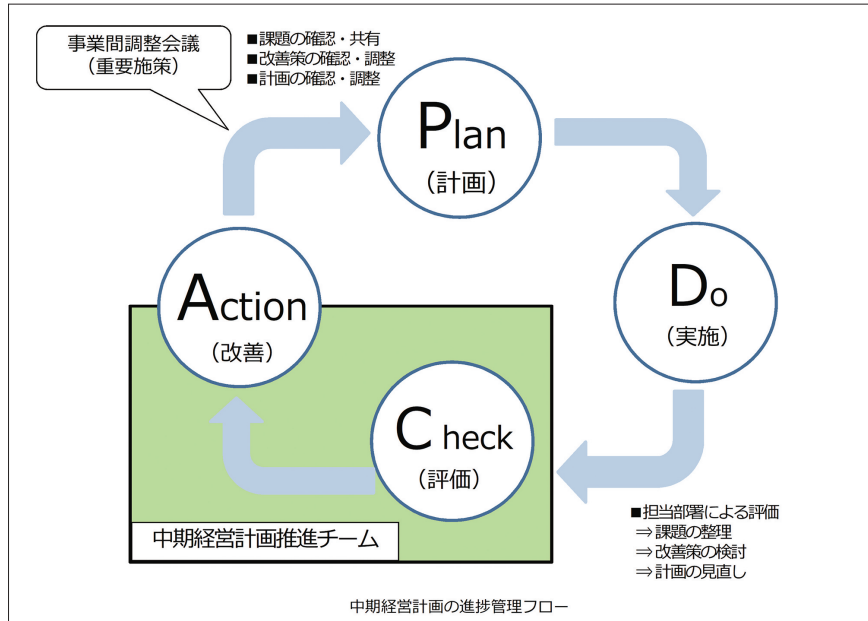 事業間調整会議
（重要施策）
■課題の確認・共有
■改善策の確認・調整
■計画の確認・調整
Plan
（計画）
Do
（実施）
Action
（改善）
C heck
（評価）
中期経営計画推進チーム
■担当部署による評価
⇒課題の整理
⇒改善策の検討
⇒計画の見直し
中期経営計画の進捗管理フロー